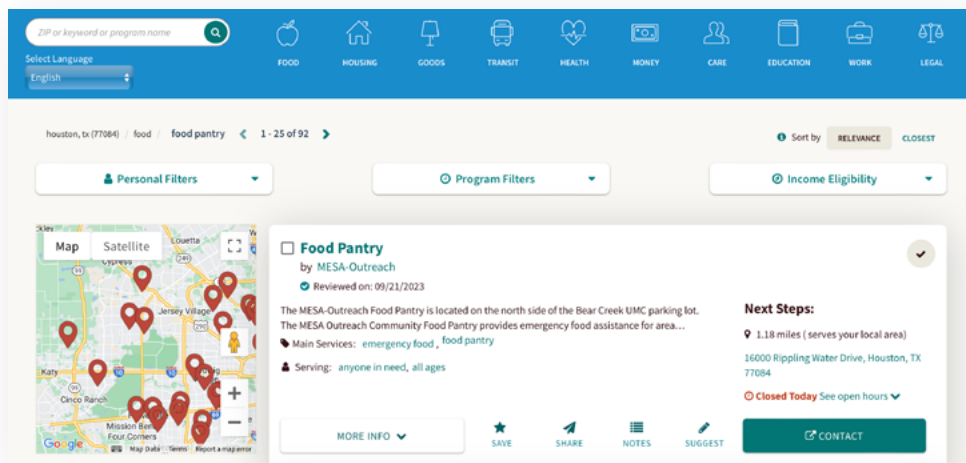 ZIP or keyword or program name
Select Language
English
FOOD
HOUSING
GOODS
TRANSIT
HEALTH
MONEY
CARE
EDUCATION
WORK
LEGAL
houston, tx (77084) / food / food pantry
1 - 25 of 92
Sort by RELEVANCE CLOSEST
Personal Filters
Program Filters
Income Eligibility
Map Satellite
Louetta
Cypress
249
Jersey Village
290
Katy
99
10
Cinco Ranch
Mission Ben
Four Corners
Google
Map Data Terms Report a map error
Food Pantry
by MESA-Outreach
Reviewed on: 09/21/2023
The MESA-Outreach Food Pantry is located on the north side of the Bear Creek UMC parking lot.
The MESA Outreach Community Food Pantry provides emergency food assistance for area...
Main Services: emergency food , food pantry
Serving: anyone in need, all ages
Next Steps:
1.18 miles ( serves your local area)
16000 Rippling Water Drive, Houston, TX
77084
Closed Today See open hours
MORE INFO
SAVE
SHARE
NOTES
SUGGEST
CONTACT